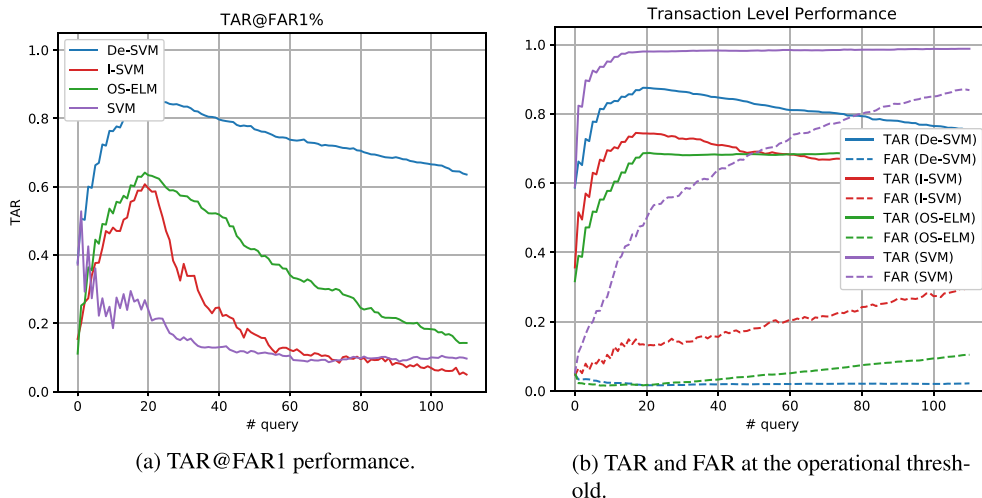 TAR@FAR1%
De-SVM
I-SVM
OS-ELM
SVM
TAR
1.0
0.8
0.6
0.4
0.2
0.0
0 20 40 60 80 100
# query
(a) TAR@FAR1 performance.
Transaction Level Performance
1.0
0.8
0.6
0.4
0.2
0.0
TAR (De-SVM)
FAR (De-SVM)
TAR (I-SVM)
FAR (I-SVM)
TAR (OS-ELM)
FAR (OS-ELM)
TAR (SVM)
FAR (SVM)
0 20 40 60 80 100
# query
(b) TAR and FAR at the operational thresh-
old.